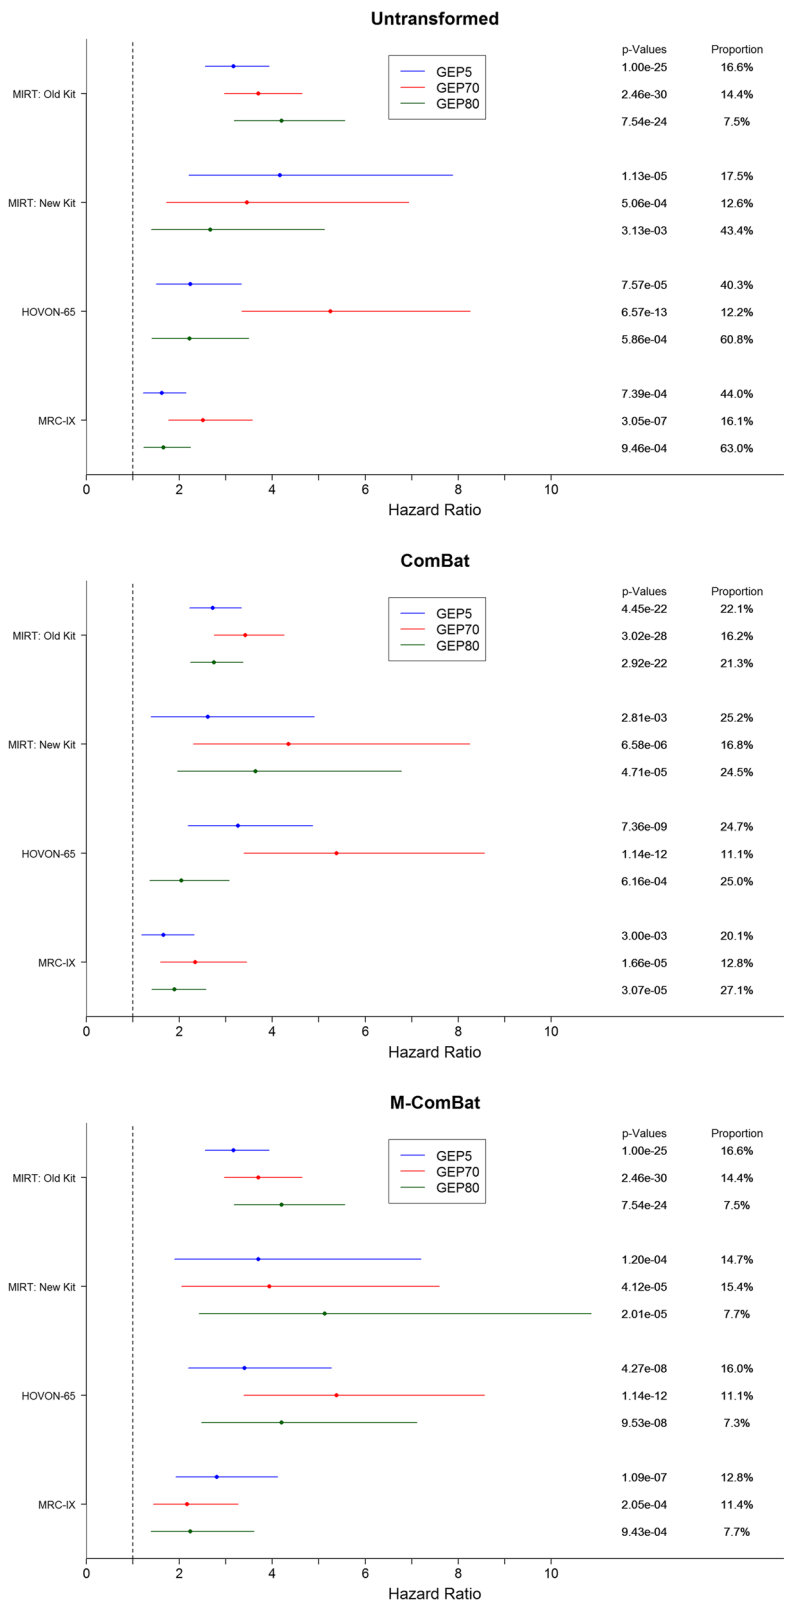 Untransformed
p-Values Proportion
GEP5 1.00e-25 16.6%
MIRT: Old Kit GEP70 2.46e-30 14.4%
GEP80 7.54e-24 7.5%
1.13e-05 17.5%
MIRT: New Kit 5.06e-04 12.6%
3.13e-03 43.4%
7.57e-05 40.3%
HOVON-65 6.57e-13 12.2%
5.86e-04 60.8%
7.39e-04 44.0%
MRC-IX 3.05e-07 16.1%
9.46e-04 63.0%
0 2 4 6 8 10
Hazard Ratio
ComBat
p-Values Proportion
GEP5 4.45e-22 22.1%
MIRT: Old Kit GEP70 3.02e-28 16.2%
GEP80 2.92e-22 21.3%
2.81e-03 25.2%
MIRT: New Kit 6.58e-06 16.8%
4.71e-05 24.5%
7.36e-09 24.7%
HOVON-65 1.14e-12 11.1%
6.16e-04 25.0%
3.00e-03 20.1%
MRC-IX 1.66e-05 12.8%
3.07e-05 27.1%
0 2 4 6 8 10
Hazard Ratio
M-ComBat
p-Values Proportion
GEP5 1.00e-25 16.6%
MIRT: Old Kit GEP70 2.46e-30 14.4%
GEP80 7.54e-24 7.5%
1.20e-04 14.7%
MIRT: New Kit 4.12e-05 15.4%
2.01e-05 7.7%
4.27e-08 16.0%
HOVON-65 1.14e-12 11.1%
9.53e-08 7.3%
1.09e-07 12.8%
MRC-IX 2.05e-04 11.4%
9.43e-04 7.7%
0 2 4 6 8 10
Hazard Ratio